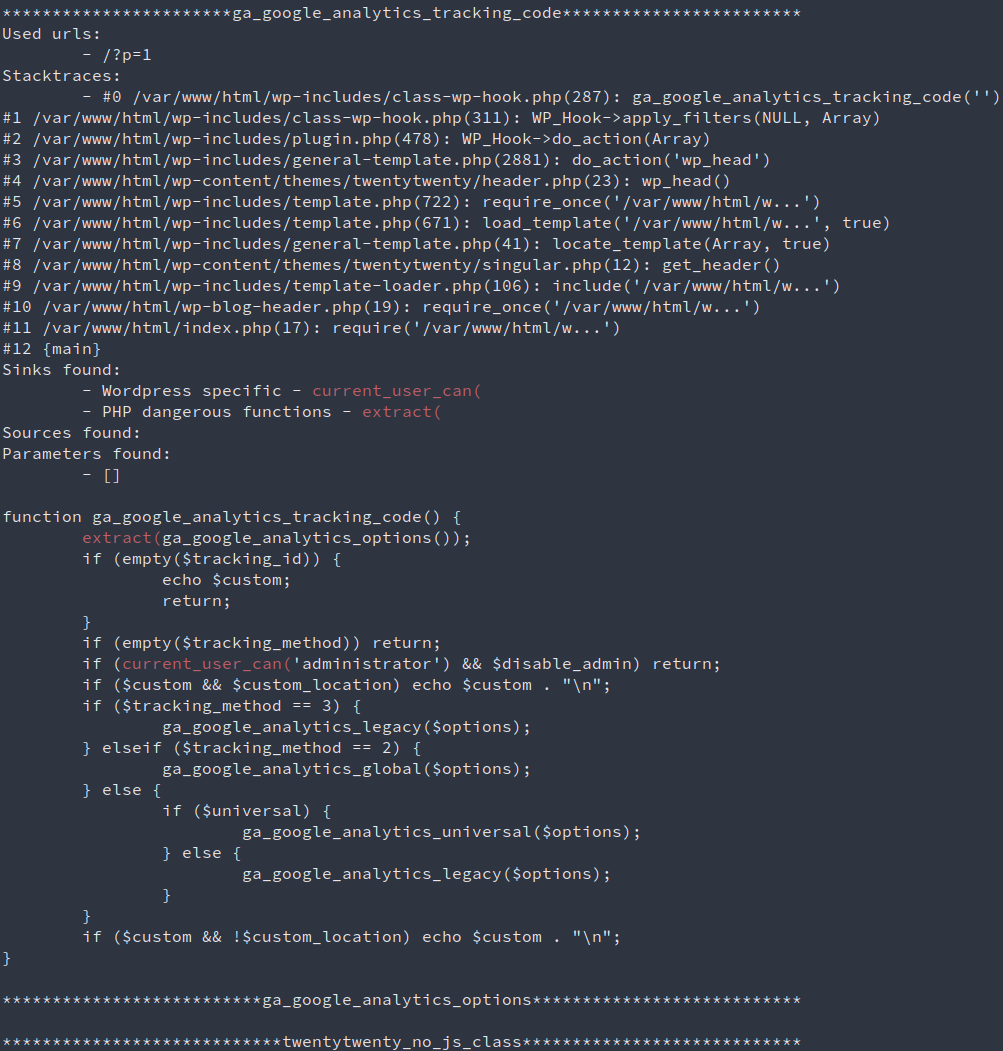 ***********************ga_google_analytics_tracking_code************************
Used urls:
        - /?p=1
Stacktraces:
        - #0 /var/www/html/wp-includes/class-wp-hook.php(287): ga_google_analytics_tracking_code('')
#1 /var/www/html/wp-includes/class-wp-hook.php(311): WP_Hook->apply_filters(NULL, Array)
#2 /var/www/html/wp-includes/plugin.php(478): WP_Hook->do_action(Array)
#3 /var/www/html/wp-includes/general-template.php(2881): do_action('wp_head')
#4 /var/www/html/wp-content/themes/twentytwenty/header.php(23): wp_head()
#5 /var/www/html/wp-includes/template.php(722): require_once('/var/www/html/w...')
#6 /var/www/html/wp-includes/template.php(671): load_template('/var/www/html/w...', true)
#7 /var/www/html/wp-includes/general-template.php(41): locate_template(Array, true)
#8 /var/www/html/wp-content/themes/twentytwenty/singular.php(12): get_header()
#9 /var/www/html/wp-includes/template-loader.php(106): include('/var/www/html/w...')
#10 /var/www/html/wp-blog-header.php(19): require_once('/var/www/html/w...')
#11 /var/www/html/index.php(17): require('/var/www/html/w...')
#12 {main}
Sinks found:
        - Wordpress specific - current_user_can(
        - PHP dangerous functions - extract(
Sources found:
Parameters found:
        - []

function ga_google_analytics_tracking_code() {
        extract(ga_google_analytics_options());
        if (empty($tracking_id)) {
                echo $custom;
                return;
        }
        if (empty($tracking_method)) return;
        if (current_user_can('administrator') && $disable_admin) return;
        if ($custom && $custom_location) echo $custom . "\n";
        if ($tracking_method == 3) {
                ga_google_analytics_legacy($options);
        } elseif ($tracking_method == 2) {
                ga_google_analytics_global($options);
        } else {
                if ($universal) {
                        ga_google_analytics_universal($options);
                } else {
                        ga_google_analytics_legacy($options);
                }
        }
        if ($custom && !$custom_location) echo $custom . "\n";
}

**************************ga_google_analytics_options***************************

****************************twentytwenty_no_js_class****************************